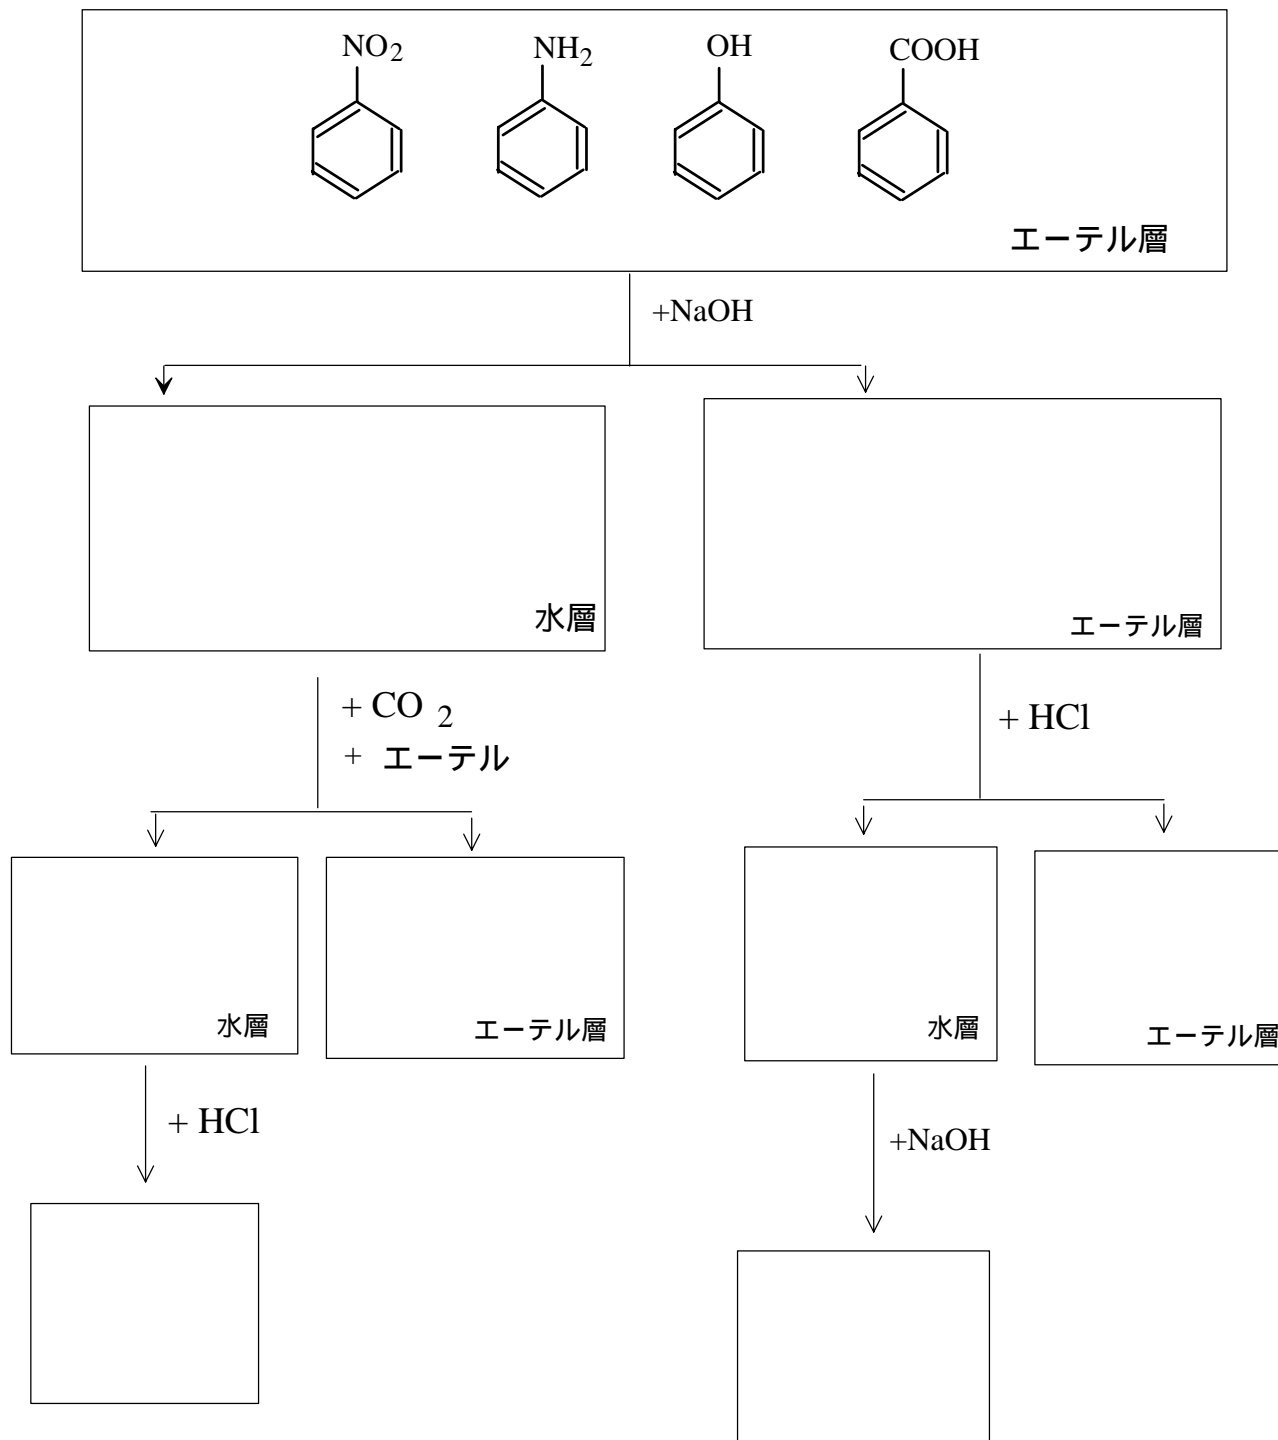 NO2 NH2 OH COOH
エーテル層
+NaOH
水層
エーテル層
+ CO 2
+ エーテル
+ HCl
水層
エーテル層
水層
エーテル層
+ HCl
+NaOH